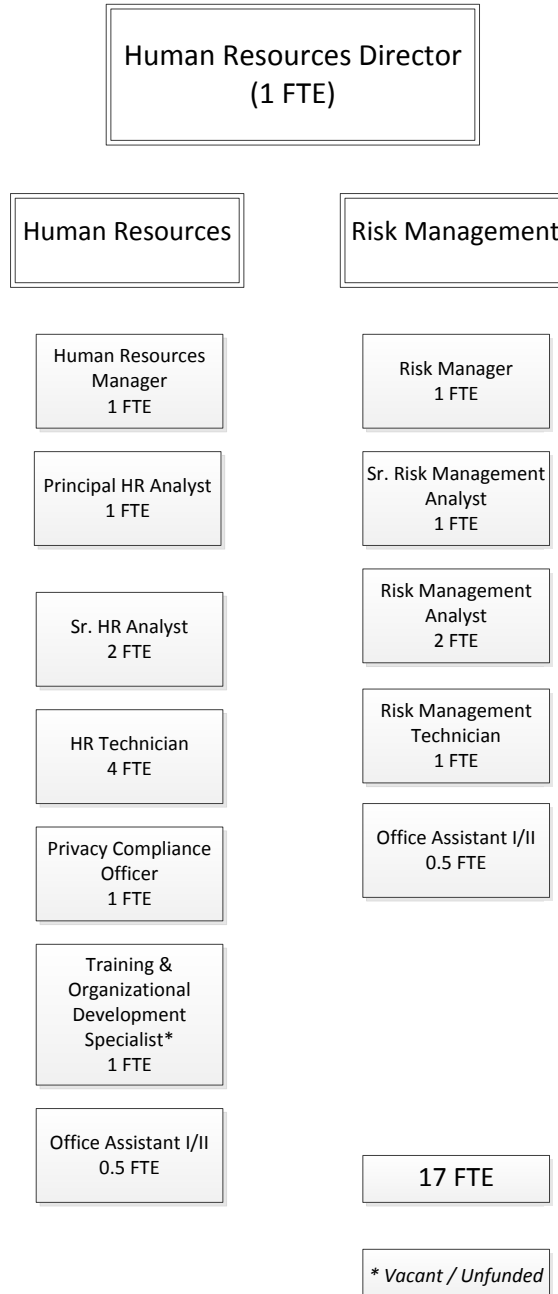 Human Resources Director
(1 FTE)
Human Resources
Risk Management
Human Resources
Manager
1 FTE
Principal HR Analyst
1 FTE
Sr. HR Analyst
2 FTE
HR Technician
4 FTE
Privacy Compliance
Officer
1 FTE
Training &
Organizational
Development
Specialist*
1 FTE
Office Assistant I/II
0.5 FTE
Risk Manager
1 FTE
Sr. Risk Management
Analyst
1 FTE
Risk Management
Analyst
2 FTE
Risk Management
Technician
1 FTE
Office Assistant I/II
0.5 FTE
17 FTE
* Vacant / Unfunded